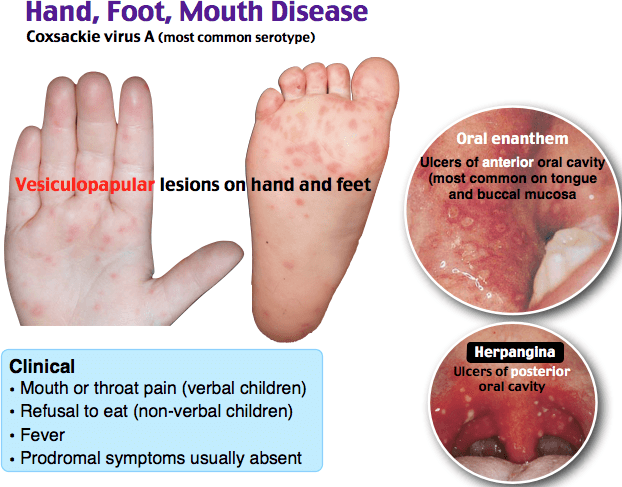 Hand, Foot, Mouth Disease
Coxsackie virus A (most common serotype)
Vesiculopapular lesions on hand and feet
Oral enanthem
Ulcers of anterior oral cavity
(most common on tongue
and buccal mucosa
Herpangina
Ulcers of posterior
oral cavity
Clinical
• Mouth or throat pain (verbal children)
• Refusal to eat (non-verbal children)
• Fever
• Prodromal symptoms usually absent